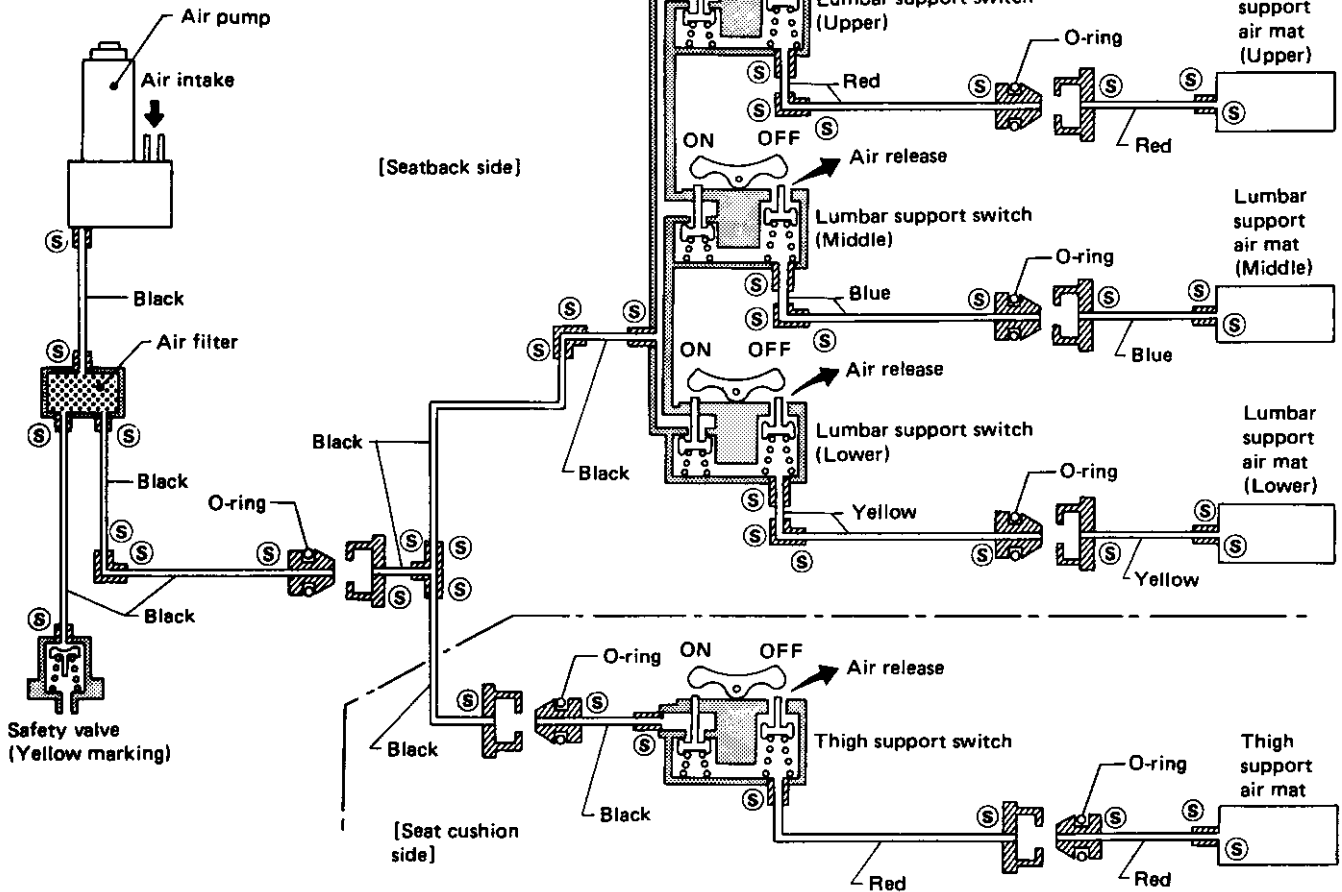 Air pump
Air intake
Ⓢ
Black
Ⓢ
Air filter
Ⓢ
Ⓢ
Black
Ⓢ
Ⓢ
O-ring
Ⓢ
Black
Ⓢ
Safety valve
(Yellow marking)
[Seatback side]
Ⓢ
Ⓢ
Ⓢ
Black
Black
Ⓢ
Ⓢ
Ⓢ
(Upper)
Ⓢ
Red
Ⓢ
Ⓢ
Ⓢ
O-ring
Ⓢ
Red
Ⓢ
Ⓢ
support
air mat
(Upper)
ON
OFF
Air release
Lumbar support switch
(Middle)
Ⓢ
Blue
Ⓢ
Ⓢ
Ⓢ
O-ring
Ⓢ
Blue
Ⓢ
Ⓢ
Lumbar
support
air mat
(Middle)
ON
OFF
Air release
Lumbar support switch
(Lower)
Ⓢ
Yellow
Ⓢ
Ⓢ
Ⓢ
O-ring
Ⓢ
Yellow
Ⓢ
Ⓢ
Lumbar
support
air mat
(Lower)
Black
Ⓢ
O-ring
Ⓢ
Black
Ⓢ
[Seat cushion
side]
ON
OFF
Air release
Thigh support switch
Ⓢ
Red
Ⓢ
O-ring
Ⓢ
Red
Ⓢ
Ⓢ
Thigh
support
air mat